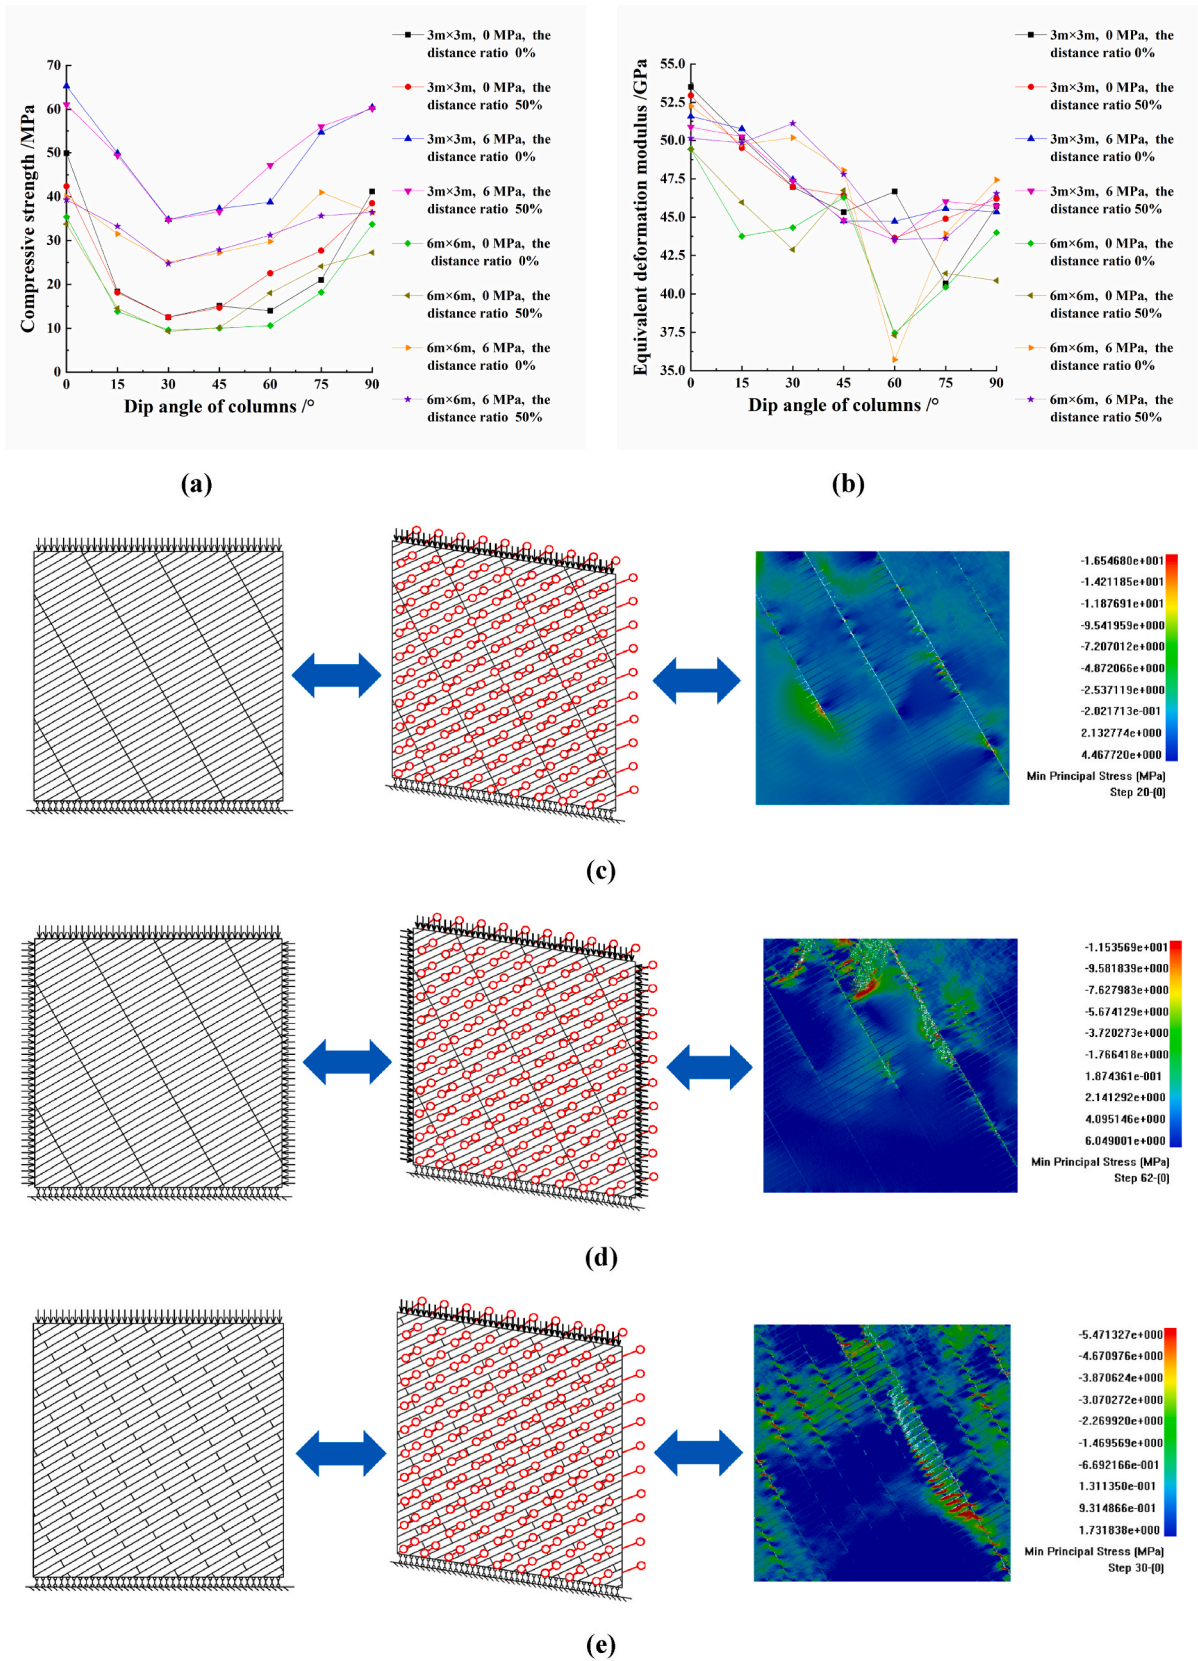 3m×3m, 0 MPa, the
distance ratio 0%
3m×3m, 0 MPa, the
distance ratio 50%
3m×3m, 6 MPa, the
distance ratio 0%
3m×3m, 6 MPa, the
distance ratio 50%
6m×6m, 0 MPa, the
distance ratio 0%
6m×6m, 0 MPa, the
distance ratio 50%
6m×6m, 6 MPa, the
distance ratio 0%
6m×6m, 6 MPa, the
distance ratio 50%
Compressive strength /MPa
70
60
50
40
30
20
10
0
0 15 30 45 60 75 90
Dip angle of columns /°
(a)
3m×3m, 0 MPa, the
distance ratio 0%
3m×3m, 0 MPa, the
distance ratio 50%
3m×3m, 6 MPa, the
distance ratio 0%
3m×3m, 6 MPa, the
distance ratio 50%
6m×6m, 0 MPa, the
distance ratio 0%
6m×6m, 0 MPa, the
distance ratio 50%
6m×6m, 6 MPa, the
distance ratio 0%
6m×6m, 6 MPa, the
distance ratio 50%
Equivalent deformation modulus /GPa
55.0
52.5
50.0
47.5
45.0
42.5
40.0
37.5
35.0
0 15 30 45 60 75 90
Dip angle of columns /°
(b)
-1.654680e+001
-1.421185e+001
-1.187691e+001
-9.541959e+000
-7.207012e+000
-4.872066e+000
-2.537119e+000
-2.021713e-001
2.132774e+000
4.467720e+000
Min Principal Stress (MPa)
Step 20-(0)
(c)
-1.153569e+001
-9.581839e+000
-7.627983e+000
-5.674129e+000
-3.720273e+000
-1.766418e+000
1.874361e-001
2.141292e+000
4.095146e+000
6.049001e+000
Min Principal Stress (MPa)
Step 62-(0)
(d)
-5.471327e+000
-4.670976e+000
-3.870624e+000
-3.070272e+000
-2.269920e+000
-1.469569e+000
-6.692166e-001
1.311350e-001
9.314866e-001
1.731838e+000
Min Principal Stress (MPa)
Step 30-(0)
(e)